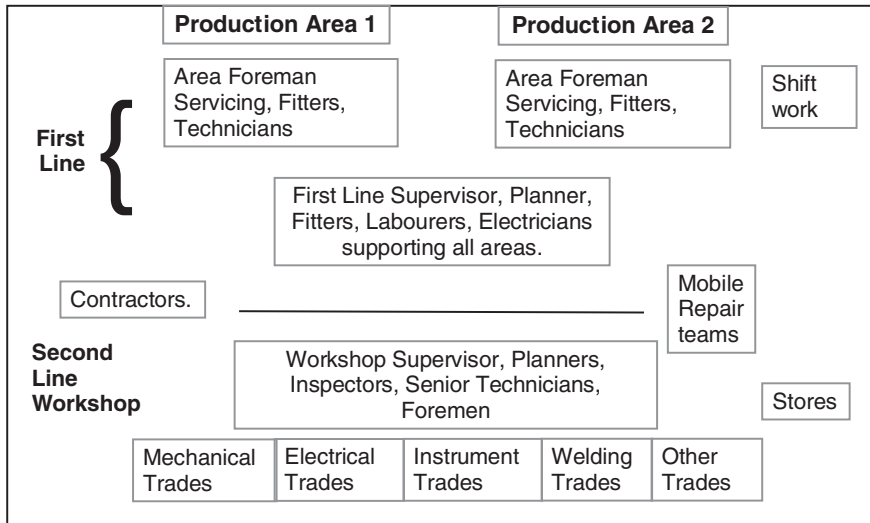 Production Area 1
Production Area 2
Area Foreman
Servicing, Fitters,
Technicians
Area Foreman
Servicing, Fitters,
Technicians
Shift
work
First
Line
First Line Supervisor, Planner,
Fitters, Labourers, Electricians
supporting all areas.
Contractors.
Mobile
Repair
teams
Second
Line
Workshop
Workshop Supervisor, Planners,
Inspectors, Senior Technicians,
Foremen
Stores
Mechanical
Trades
Electrical
Trades
Instrument
Trades
Welding
Trades
Other
Trades